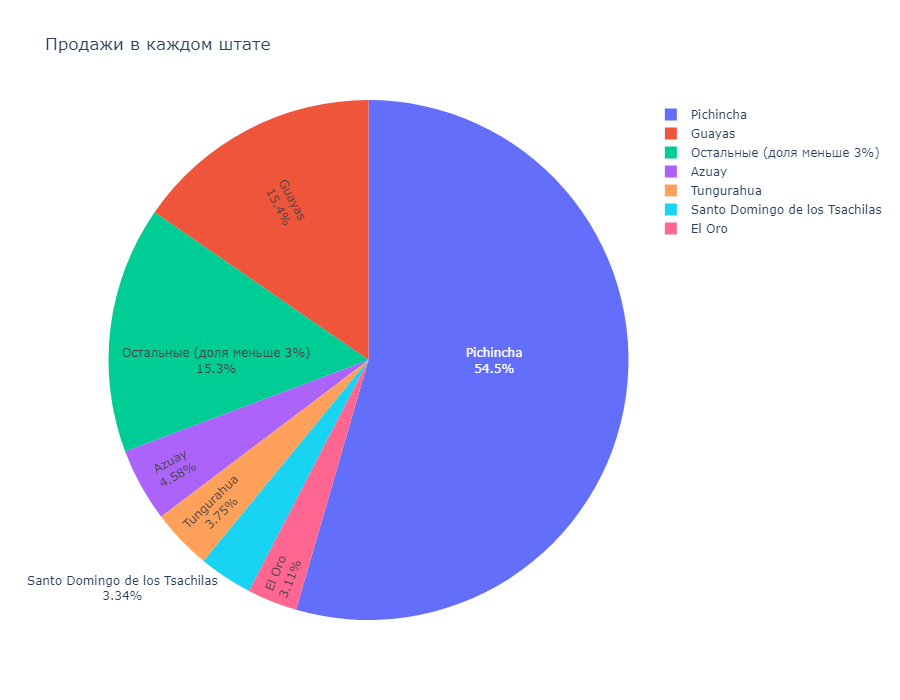 Продажи в каждом штате
Pichincha
Guayas
Остальные (доля меньше 3%)
Azuay
Tungurahua
Santo Domingo de los Tsachilas
El Oro
Guayas
15.4%
Остальные (доля меньше 3%)
15.3%
Pichincha
54.5%
Azuay
4.58%
Tungurahua
3.75%
El Oro
3.11%
Santo Domingo de los Tsachilas
3.34%